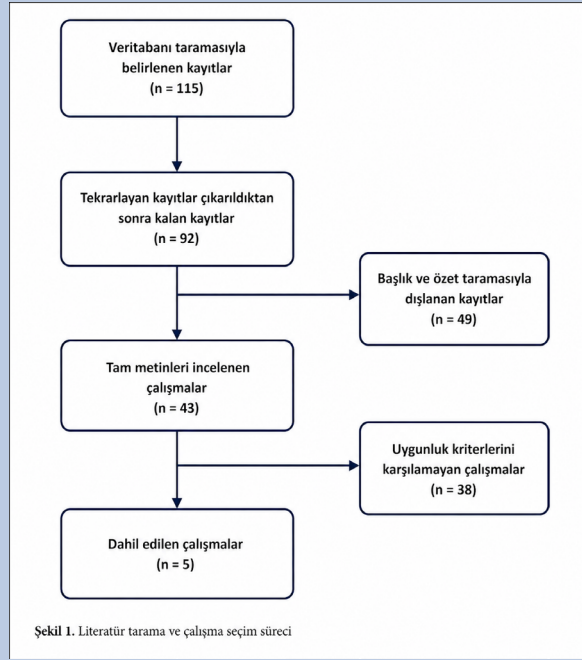 Veritabanı taramasıyla
belirlenen kayıtlar
(n = 115)
Tekrarlayan kayıtlar çıkarıldıktan
sonra kalan kayıtlar
(n = 92)
Başlık ve özet taramasıyla
dışlanan kayıtlar
(n = 49)
Tam metinleri incelenen
çalışmalar
(n = 43)
Uygunluk kriterlerini
karşılamayan çalışmalar
(n = 38)
Dahil edilen çalışmalar
(n = 5)
Şekil 1. Literatür tarama ve çalışma seçim süreci